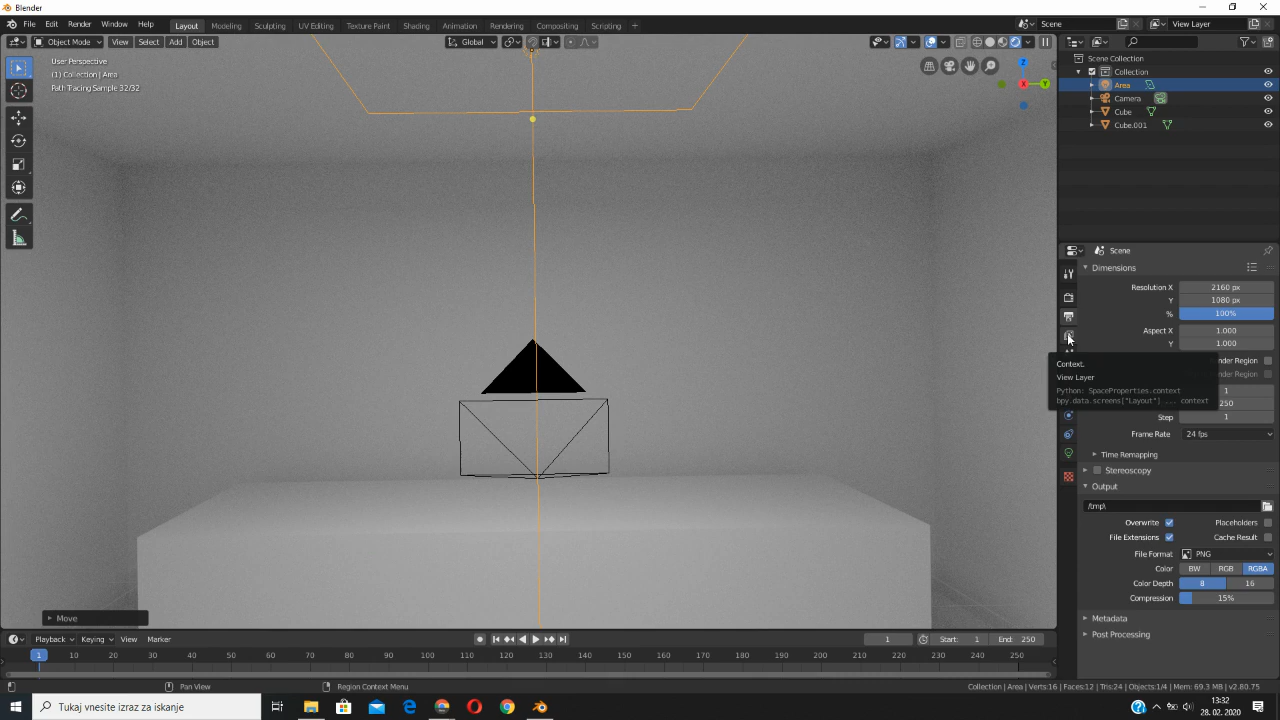 Blender
File Edit Render Window Help Layout Modeling Sculpting UV Editing Texture Paint Shading Animation Rendering Compositing Scripting + Scene View Layer
Object Mode View Select Add Object Global
User Perspective
(1) Collection | Area
Path Tracing Sample 32/32
Z
X
Y
Scene Collection
Collection
Area
Camera
Cube
Cube.001
Scene
Dimensions
Resolution X 2160 px
Y 1080 px
% 100%
Aspect X 1.000
Y 1.000
Context.
View Layer
Python: SpaceProperties.context
bpy.data.screens["Layout"] ... context
1
250
Step 1
Frame Rate 24 fps
Time Remapping
Stereoscopy
Output
/tmp\
Overwrite Placeholders
File Extensions Cache Result
File Format PNG
Color BW RGB RGBA
Color Depth 8 16
Compression 15%
Metadata
Post Processing
Move
Playback Keying View Marker 1 Start: 1 End: 250
1 10 20 30 40 50 60 70 80 90 100 110 120 130 140 150 160 170 180 190 200 210 220 230 240 250
Pan View Region Context Menu Collection | Area | Verts:16 | Faces:12 | Tris:24 | Objects:1/4 | Mem: 69.3 MB | v2.80.75
Tukaj vnesite izraz za iskanje
13:32
28. 02. 2020